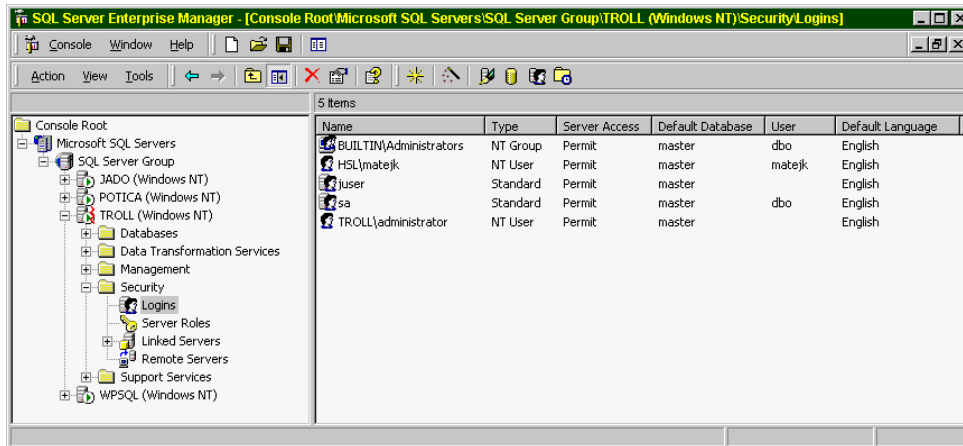 SQL Server Enterprise Manager - [Console Root\Microsoft SQL Servers\SQL Server Group\TROLL (Windows NT)\Security\Logins]
Console Window Help
Action View Tools
5 Items
Console Root
Microsoft SQL Servers
SQL Server Group
JADO (Windows NT)
POTICA (Windows NT)
TROLL (Windows NT)
Databases
Data Transformation Services
Management
Security
Logins
Server Roles
Linked Servers
Remote Servers
Support Services
WPSQL (Windows NT)
Name Type Server Access Default Database User Default Language
BUILTIN\Administrators NT Group Permit master dbo English
HSL\matejk NT User Permit master matejk English
juser Standard Permit master English
sa Standard Permit master dbo English
TROLL\administrator NT User Permit master English